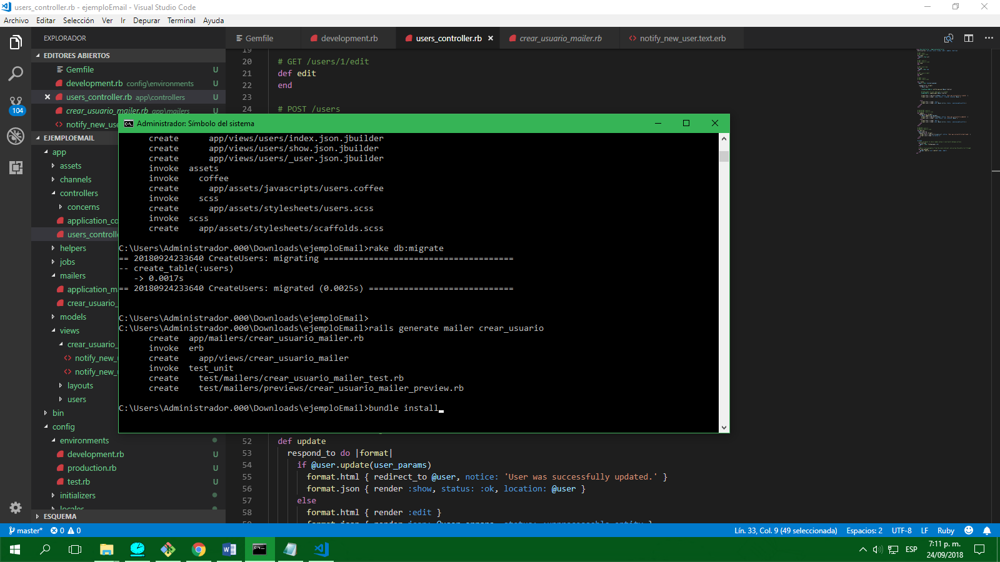 users_controller.rb - ejemploEmail - Visual Studio Code
Archivo Editar Selección Ver Ir Depurar Terminal Ayuda
EXPLORADOR
Gemfile development.rb users_controller.rb × crear_usuario_mailer.rb <> notify_new_user.text.erb
EDITORES ABIERTOS
Gemfile U
development.rb config\environments U
× users_controller.rb app\controllers U
crear_usuario_mailer.rb app\mailers U
<> notify_new_use
104
EJEMPLOEMAIL
app
assets
channels
controllers
concerns
application_co
users_controlle
helpers
jobs
mailers
application_m
crear_usuario_
models
views
crear_usuario_
<> notify_new_u
<> notify_new_u
layouts
users
bin
config
environments
development.rb U
production.rb U
test.rb U
initializers
locales
ESQUEMA
19
20 # GET /users/1/edit
21 def edit
22 end
23
24 # POST /users
Administrador: Símbolo del sistema
create app/views/users/index.json.jbuilder
create app/views/users/show.json.jbuilder
create app/views/users/_user.json.jbuilder
invoke assets
invoke coffee
create app/assets/javascripts/users.coffee
invoke scss
create app/assets/stylesheets/users.scss
invoke scss
create app/assets/stylesheets/scaffolds.scss
C:\Users\Administrador.000\Downloads\ejemploEmail>rake db:migrate
== 20180924233640 CreateUsers: migrating ======================================
-- create_table(:users)
-> 0.0017s
== 20180924233640 CreateUsers: migrated (0.0025s) =============================
C:\Users\Administrador.000\Downloads\ejemploEmail>
C:\Users\Administrador.000\Downloads\ejemploEmail>rails generate mailer crear_usuario
create app/mailers/crear_usuario_mailer.rb
invoke erb
create app/views/crear_usuario_mailer
invoke test_unit
create test/mailers/crear_usuario_mailer_test.rb
create test/mailers/previews/crear_usuario_mailer_preview.rb
C:\Users\Administrador.000\Downloads\ejemploEmail>bundle install_
52 def update
53 respond_to do |format|
54 if @user.update(user_params)
55 format.html { redirect_to @user, notice: 'User was successfully updated.' }
56 format.json { render :show, status: :ok, location: @user }
57 else
58 format.html { render :edit }
59 format.json { render json: @user.errors, status: :unprocessable_entity }
master* 0 0 Lín. 33, Col. 9 (49 seleccionada) Espacios: 2 UTF-8 LF Ruby
ESP 7:11 p. m.
24/09/2018